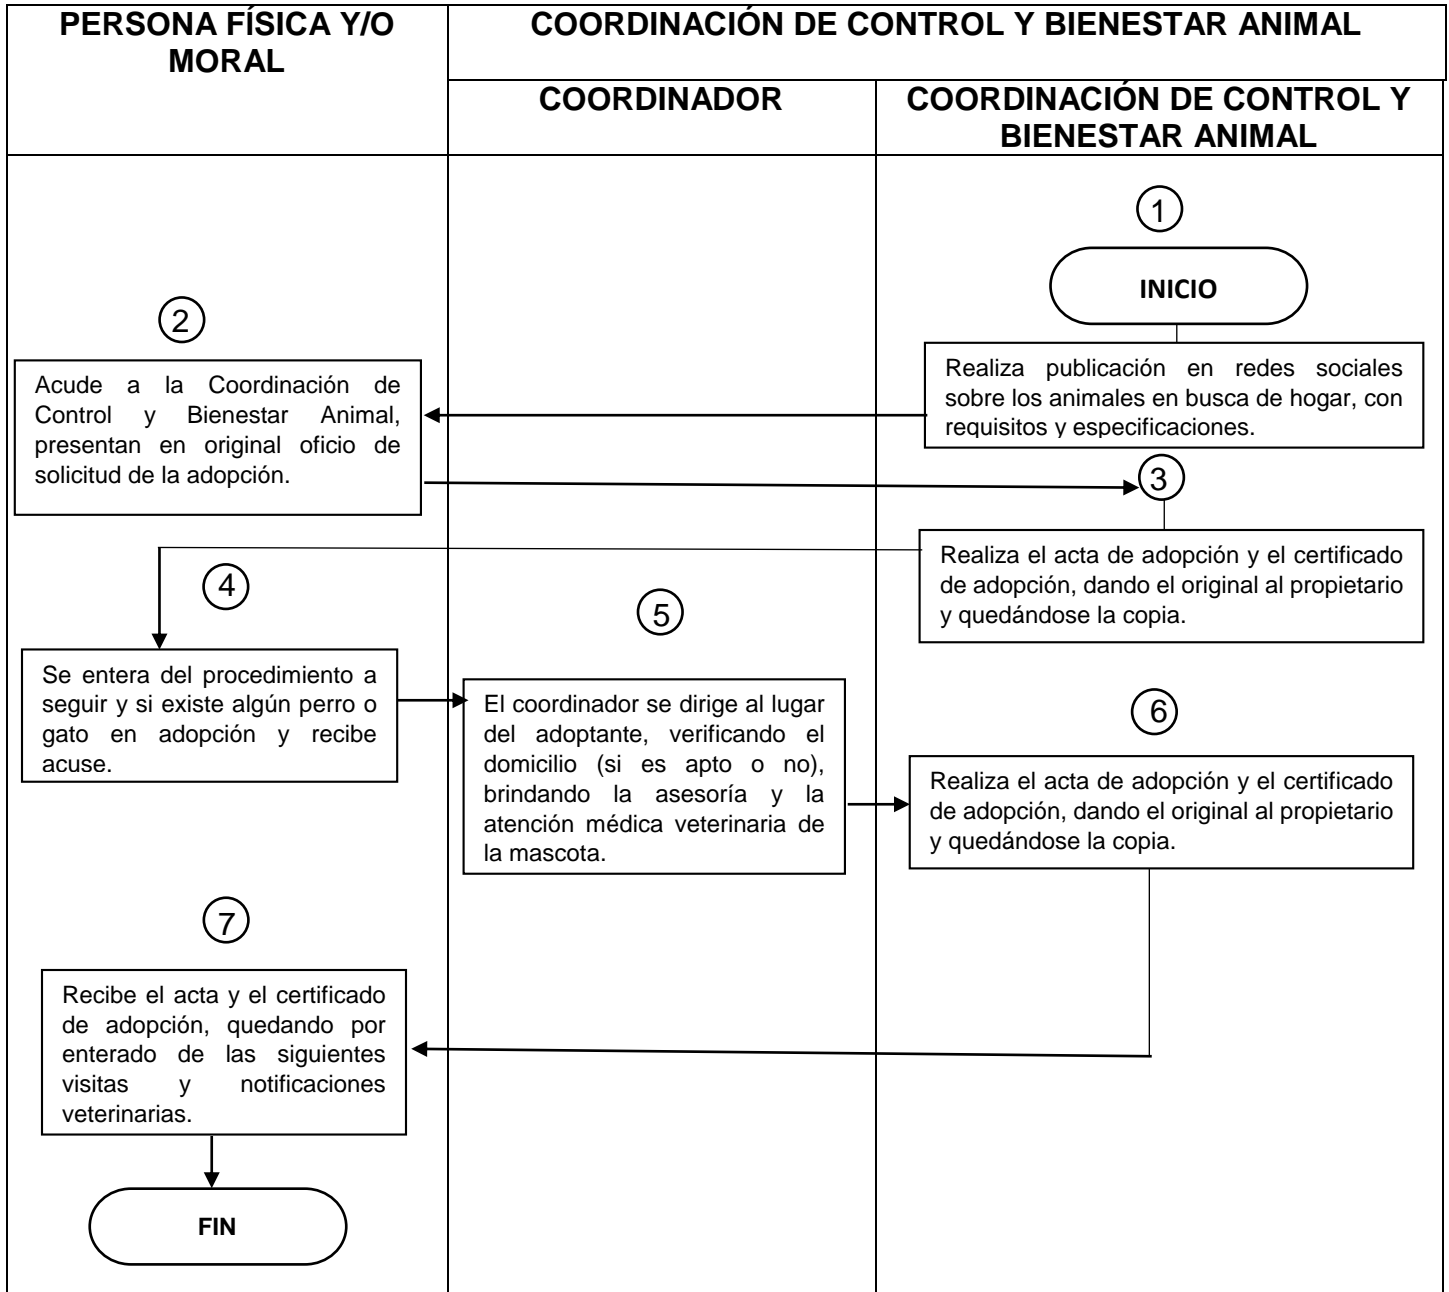 PERSONA FÍSICA Y/O
MORAL
COORDINACIÓN DE CONTROL Y BIENESTAR ANIMAL
COORDINADOR
COORDINACIÓN DE CONTROL Y
BIENESTAR ANIMAL
1
INICIO
Realiza publicación en redes sociales
sobre los animales en busca de hogar, con
requisitos y especificaciones.
2
Acude a la Coordinación de
Control y Bienestar Animal,
presentan en original oficio de
solicitud de la adopción.
3
Realiza el acta de adopción y el certificado
de adopción, dando el original al propietario
y quedándose la copia.
4
Se entera del procedimiento a
seguir y si existe algún perro o
gato en adopción y recibe
acuse.
5
El coordinador se dirige al lugar
del adoptante, verificando el
domicilio (si es apto o no),
brindando la asesoría y la
atención médica veterinaria de
la mascota.
6
Realiza el acta de adopción y el certificado
de adopción, dando el original al propietario
y quedándose la copia.
7
Recibe el acta y el certificado
de adopción, quedando por
enterado de las siguientes
visitas y notificaciones
veterinarias.
FIN